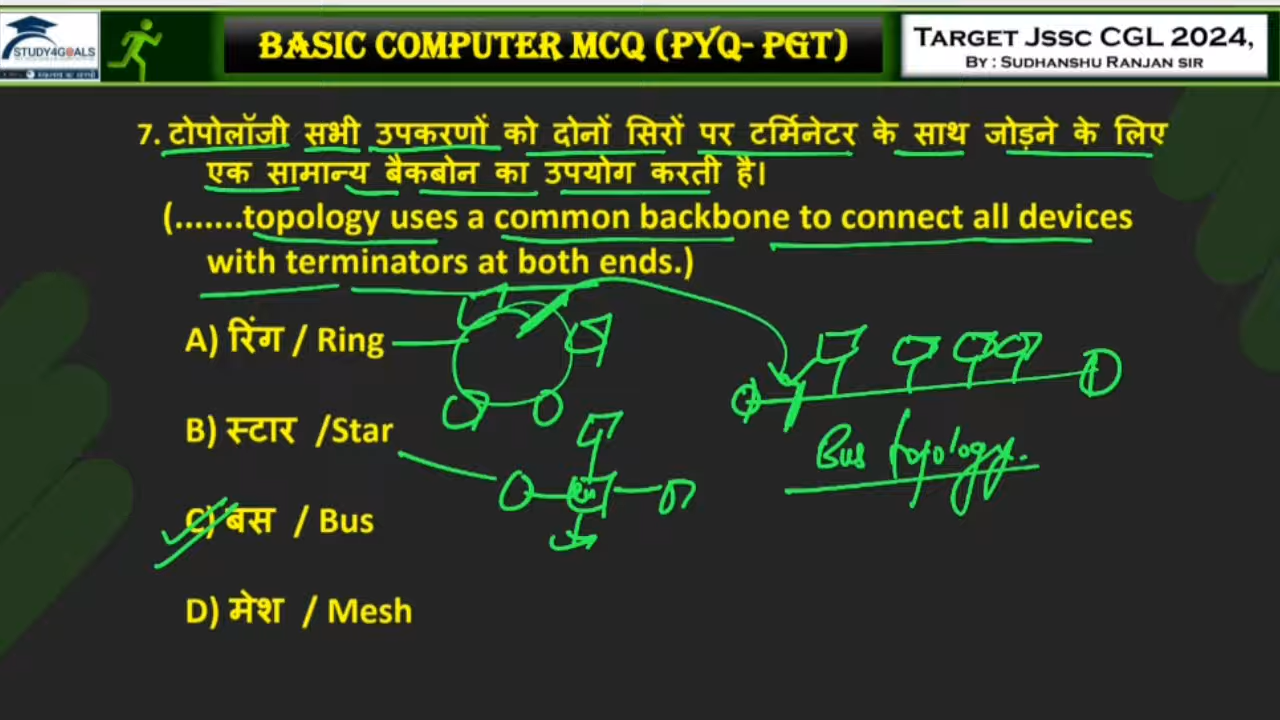 STUDY4GOALS
BASIC COMPUTER MCQ (PYQ- PGT)
TARGET JSSC CGL 2024,
BY : SUDHANSHU RANJAN SIR
7. टोपोलॉजी सभी उपकरणों को दोनों सिरों पर टर्मिनेटर के साथ जोड़ने के लिए
एक सामान्य बैकबोन का उपयोग करती है।
(.......topology uses a common backbone to connect all devices
with terminators at both ends.)
A) रिंग / Ring
B) स्टार /Star
Bus topology.
C) बस / Bus
D) मेश / Mesh